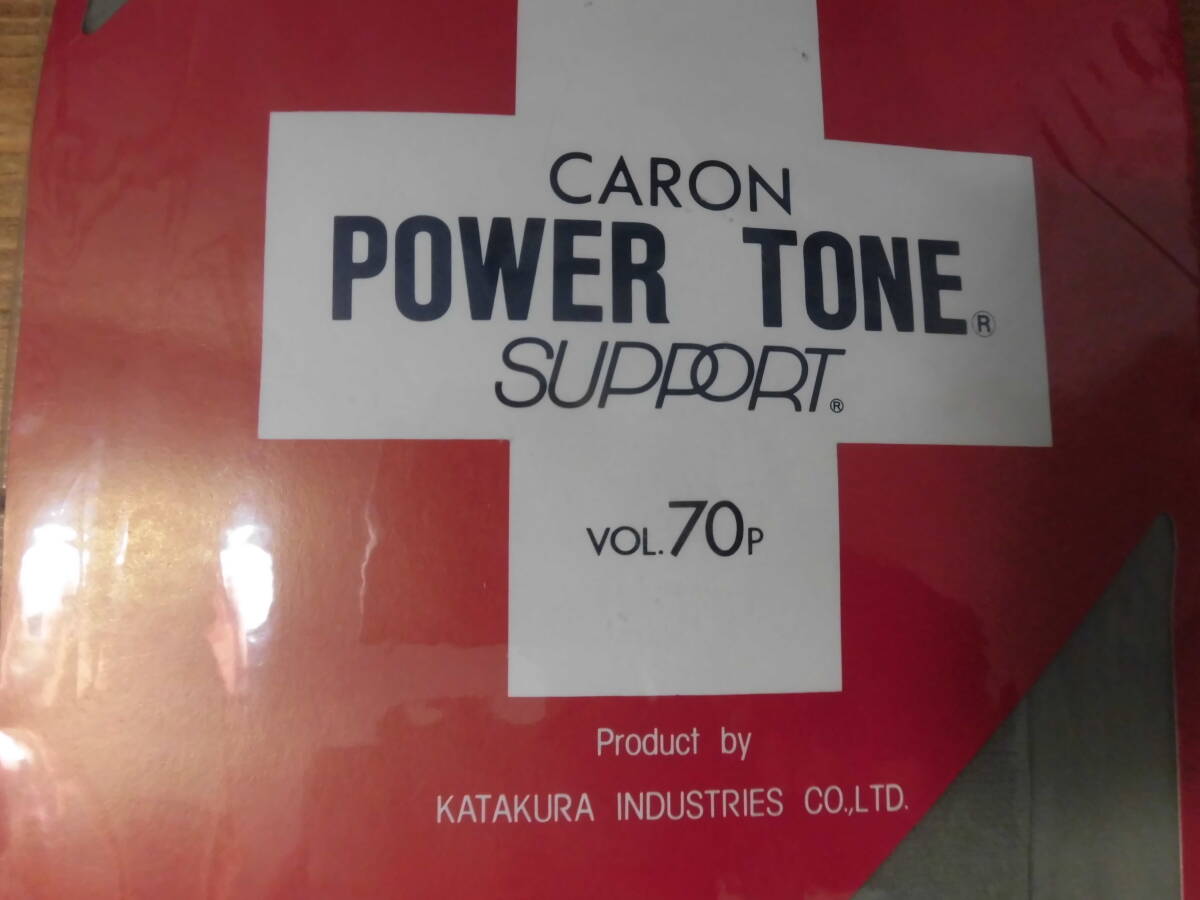 CARON
POWER TONE®
SUPPORT®
VOL.70P
Product by
KATAKURA INDUSTRIES CO.,LTD.